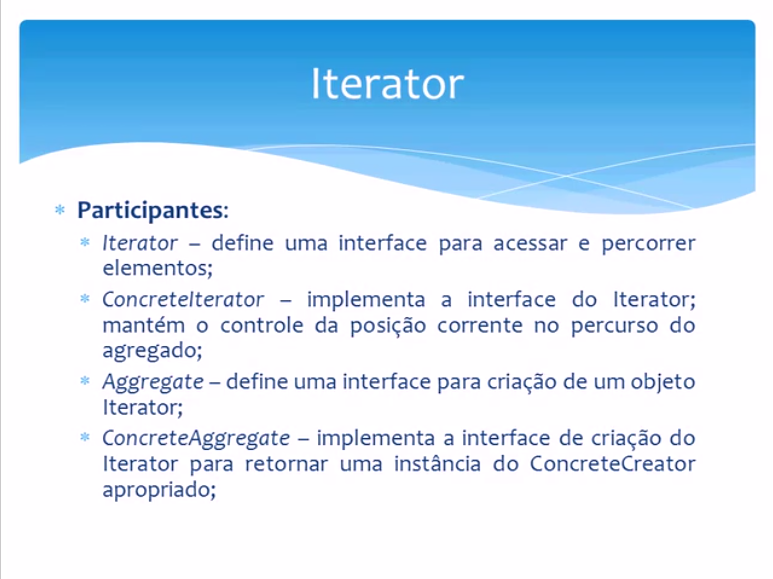 Iterator
Participantes:
Iterator – define uma interface para acessar e percorrer
elementos;
ConcreteIterator – implementa a interface do Iterator;
mantém o controle da posição corrente no percurso do
agregado;
Aggregate – define uma interface para criação de um objeto
Iterator;
ConcreteAggregate – implementa a interface de criação do
Iterator para retornar uma instância do ConcreteCreator
apropriado;